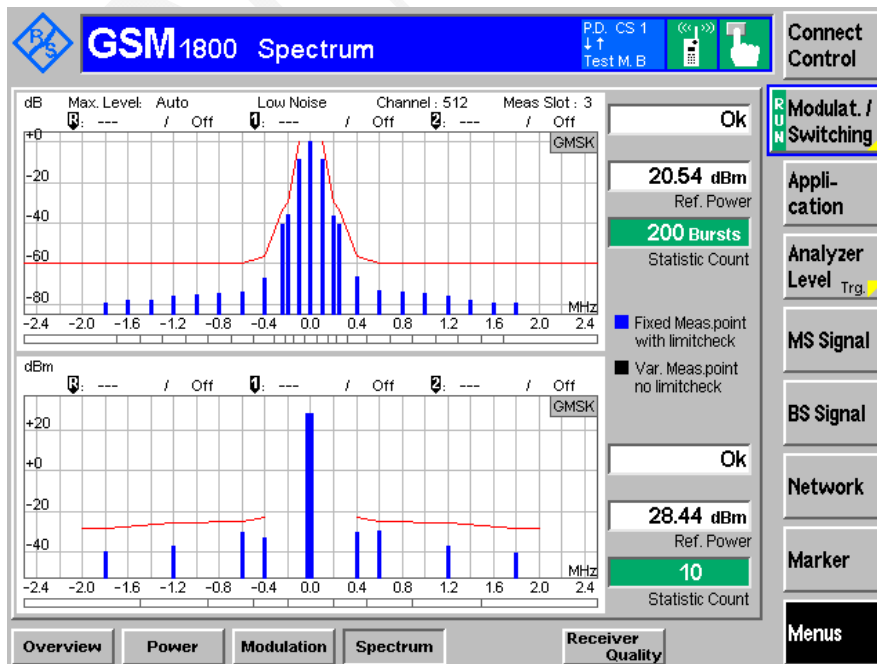 R&S
GSM 1800 Spectrum
P.D. CS 1
↓↑
Test M. B
Connect Control
dB Max. Level: Auto Low Noise Channel : 512 Meas Slot : 3
R: --- / Off 1: --- / Off 2: --- / Off
GMSK
+0
-20
-40
-60
-80
MHz
-2.4 -2.0 -1.6 -1.2 -0.8 -0.4 0.0 0.4 0.8 1.2 1.6 2.0 2.4
Ok
20.54 dBm
Ref. Power
200 Bursts
Statistic Count
Fixed Meas.point
with limitcheck
Var. Meas.point
no limitcheck
dBm
R: --- / Off 1: --- / Off 2: --- / Off
GMSK
+20
+0
-20
-40
MHz
-2.4 -2.0 -1.6 -1.2 -0.8 -0.4 0.0 0.4 0.8 1.2 1.6 2.0 2.4
Ok
28.44 dBm
Ref. Power
10
Statistic Count
RUN
Modulat. /
Switching
Appli-
cation
Analyzer
Level Trg.
MS Signal
BS Signal
Network
Marker
Menus
Overview Power Modulation Spectrum Receiver
Quality